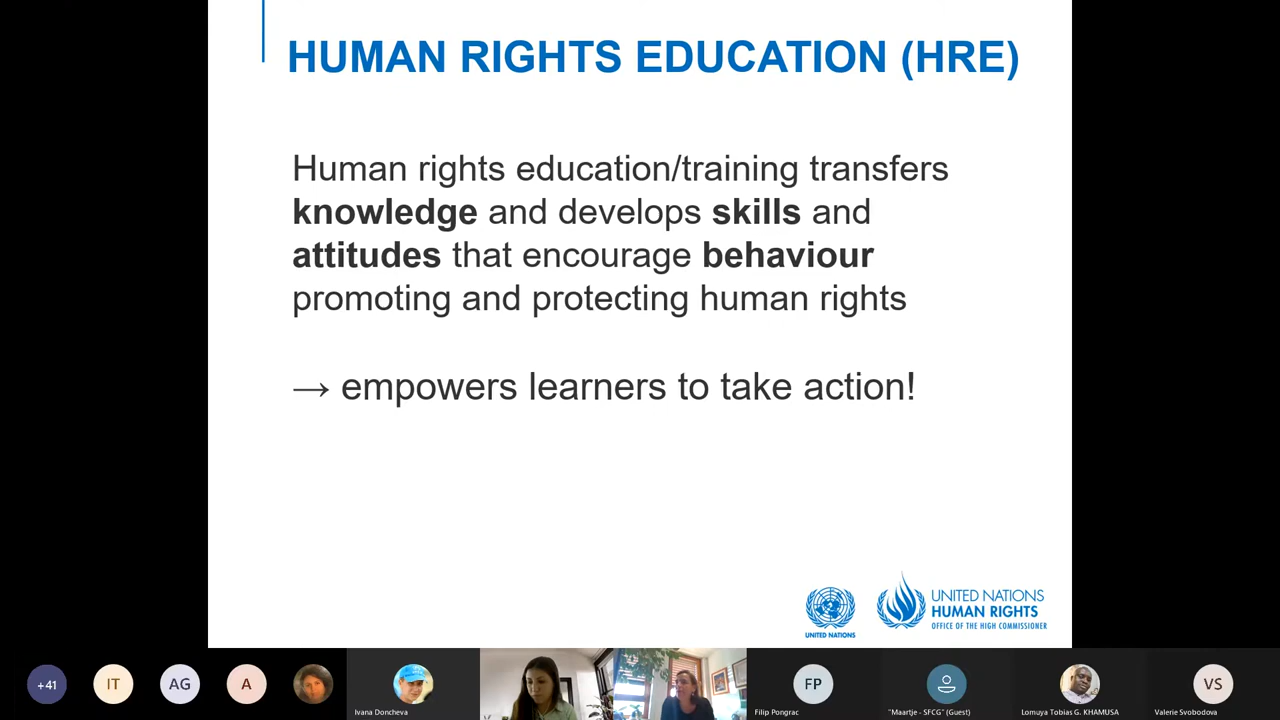 HUMAN RIGHTS EDUCATION (HRE)
Human rights education/training transfers
knowledge and develops skills and
attitudes that encourage behaviour
promoting and protecting human rights
→ empowers learners to take action!
UNITED NATIONS
UNITED NATIONS
HUMAN RIGHTS
OFFICE OF THE HIGH COMMISSIONER
+41
IT
AG
A
Ivana Doncheva
FP
Filip Pongrac
"Maartje - SFCG" (Guest)
Lomuya Tobias G. KHAMUSA
VS
Valerie Svobodova